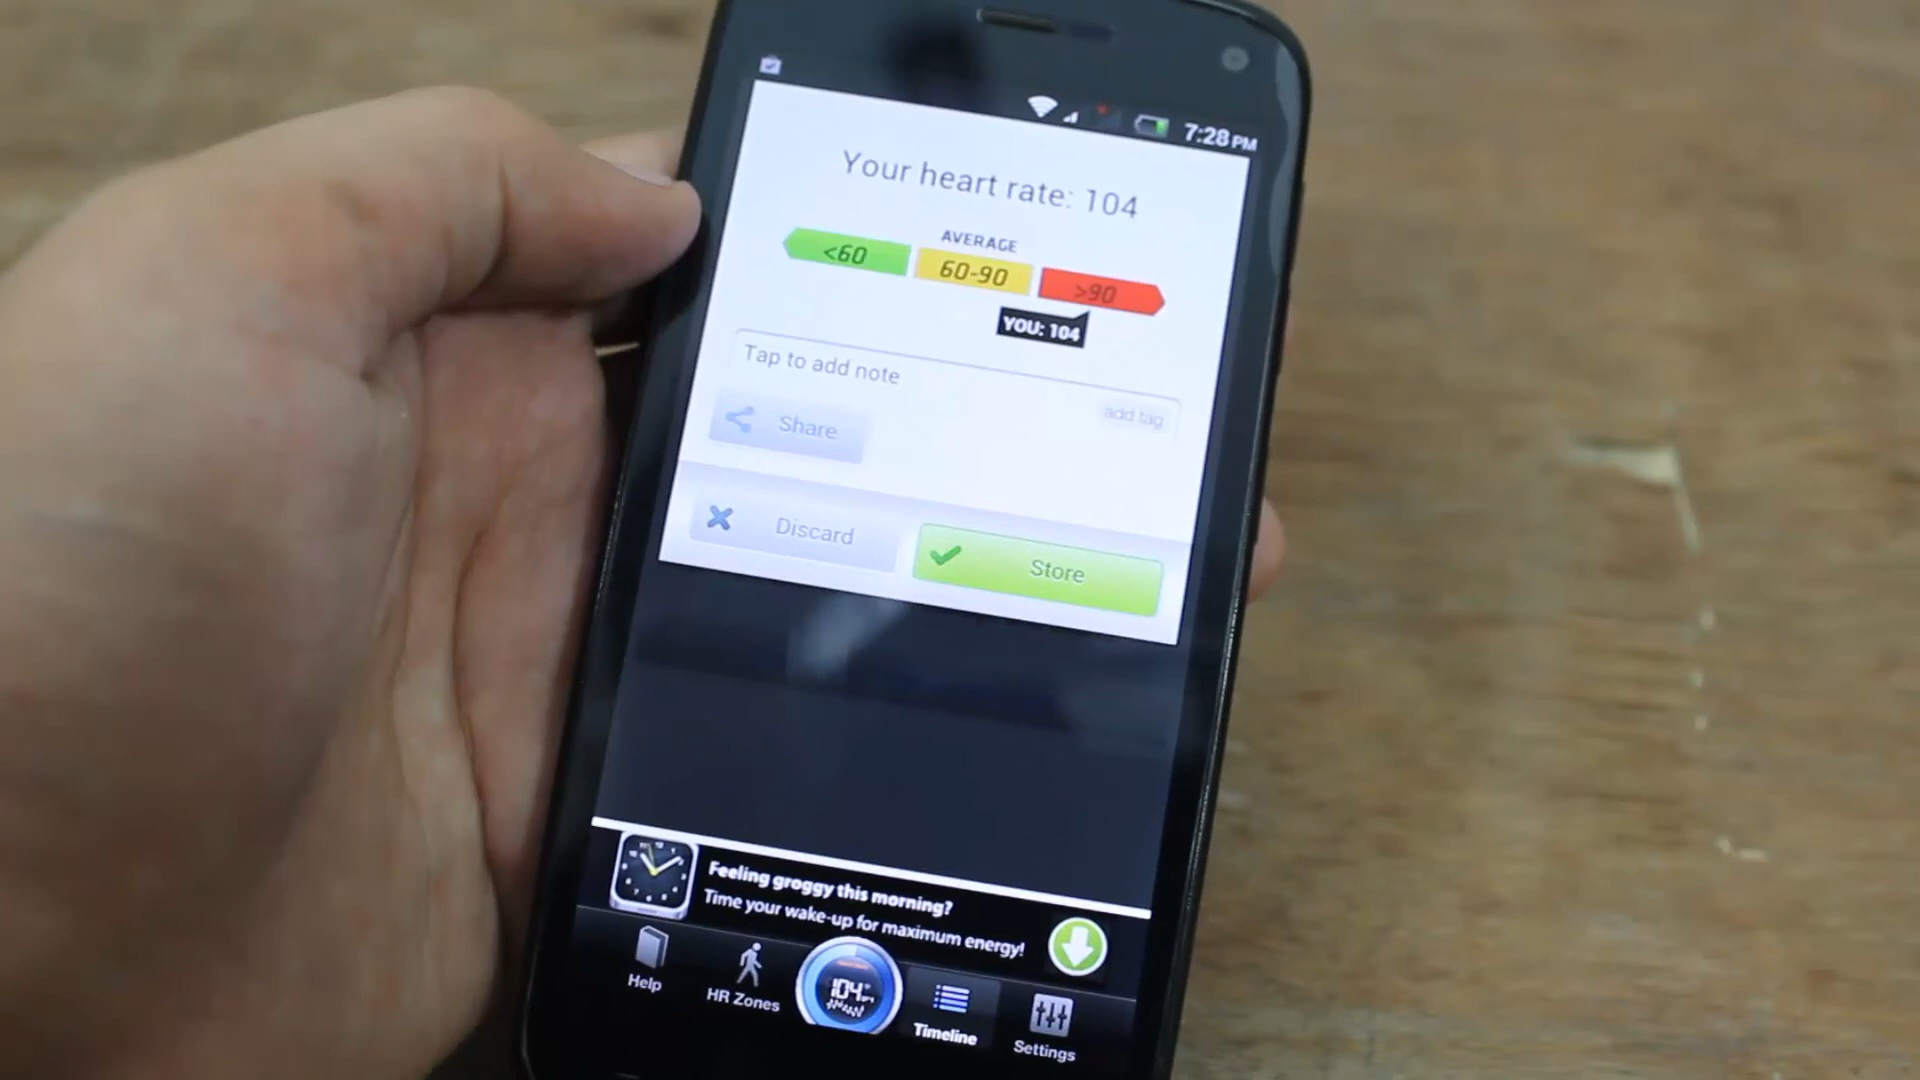 7:28 PM
Your heart rate: 104
AVERAGE
<60
60-90
>90
YOU: 104
Tap to add note
add tag
Share
Discard
Store
Feeling groggy this morning?
Time your wake-up for maximum energy!
Help
HR Zones
104
Timeline
Settings